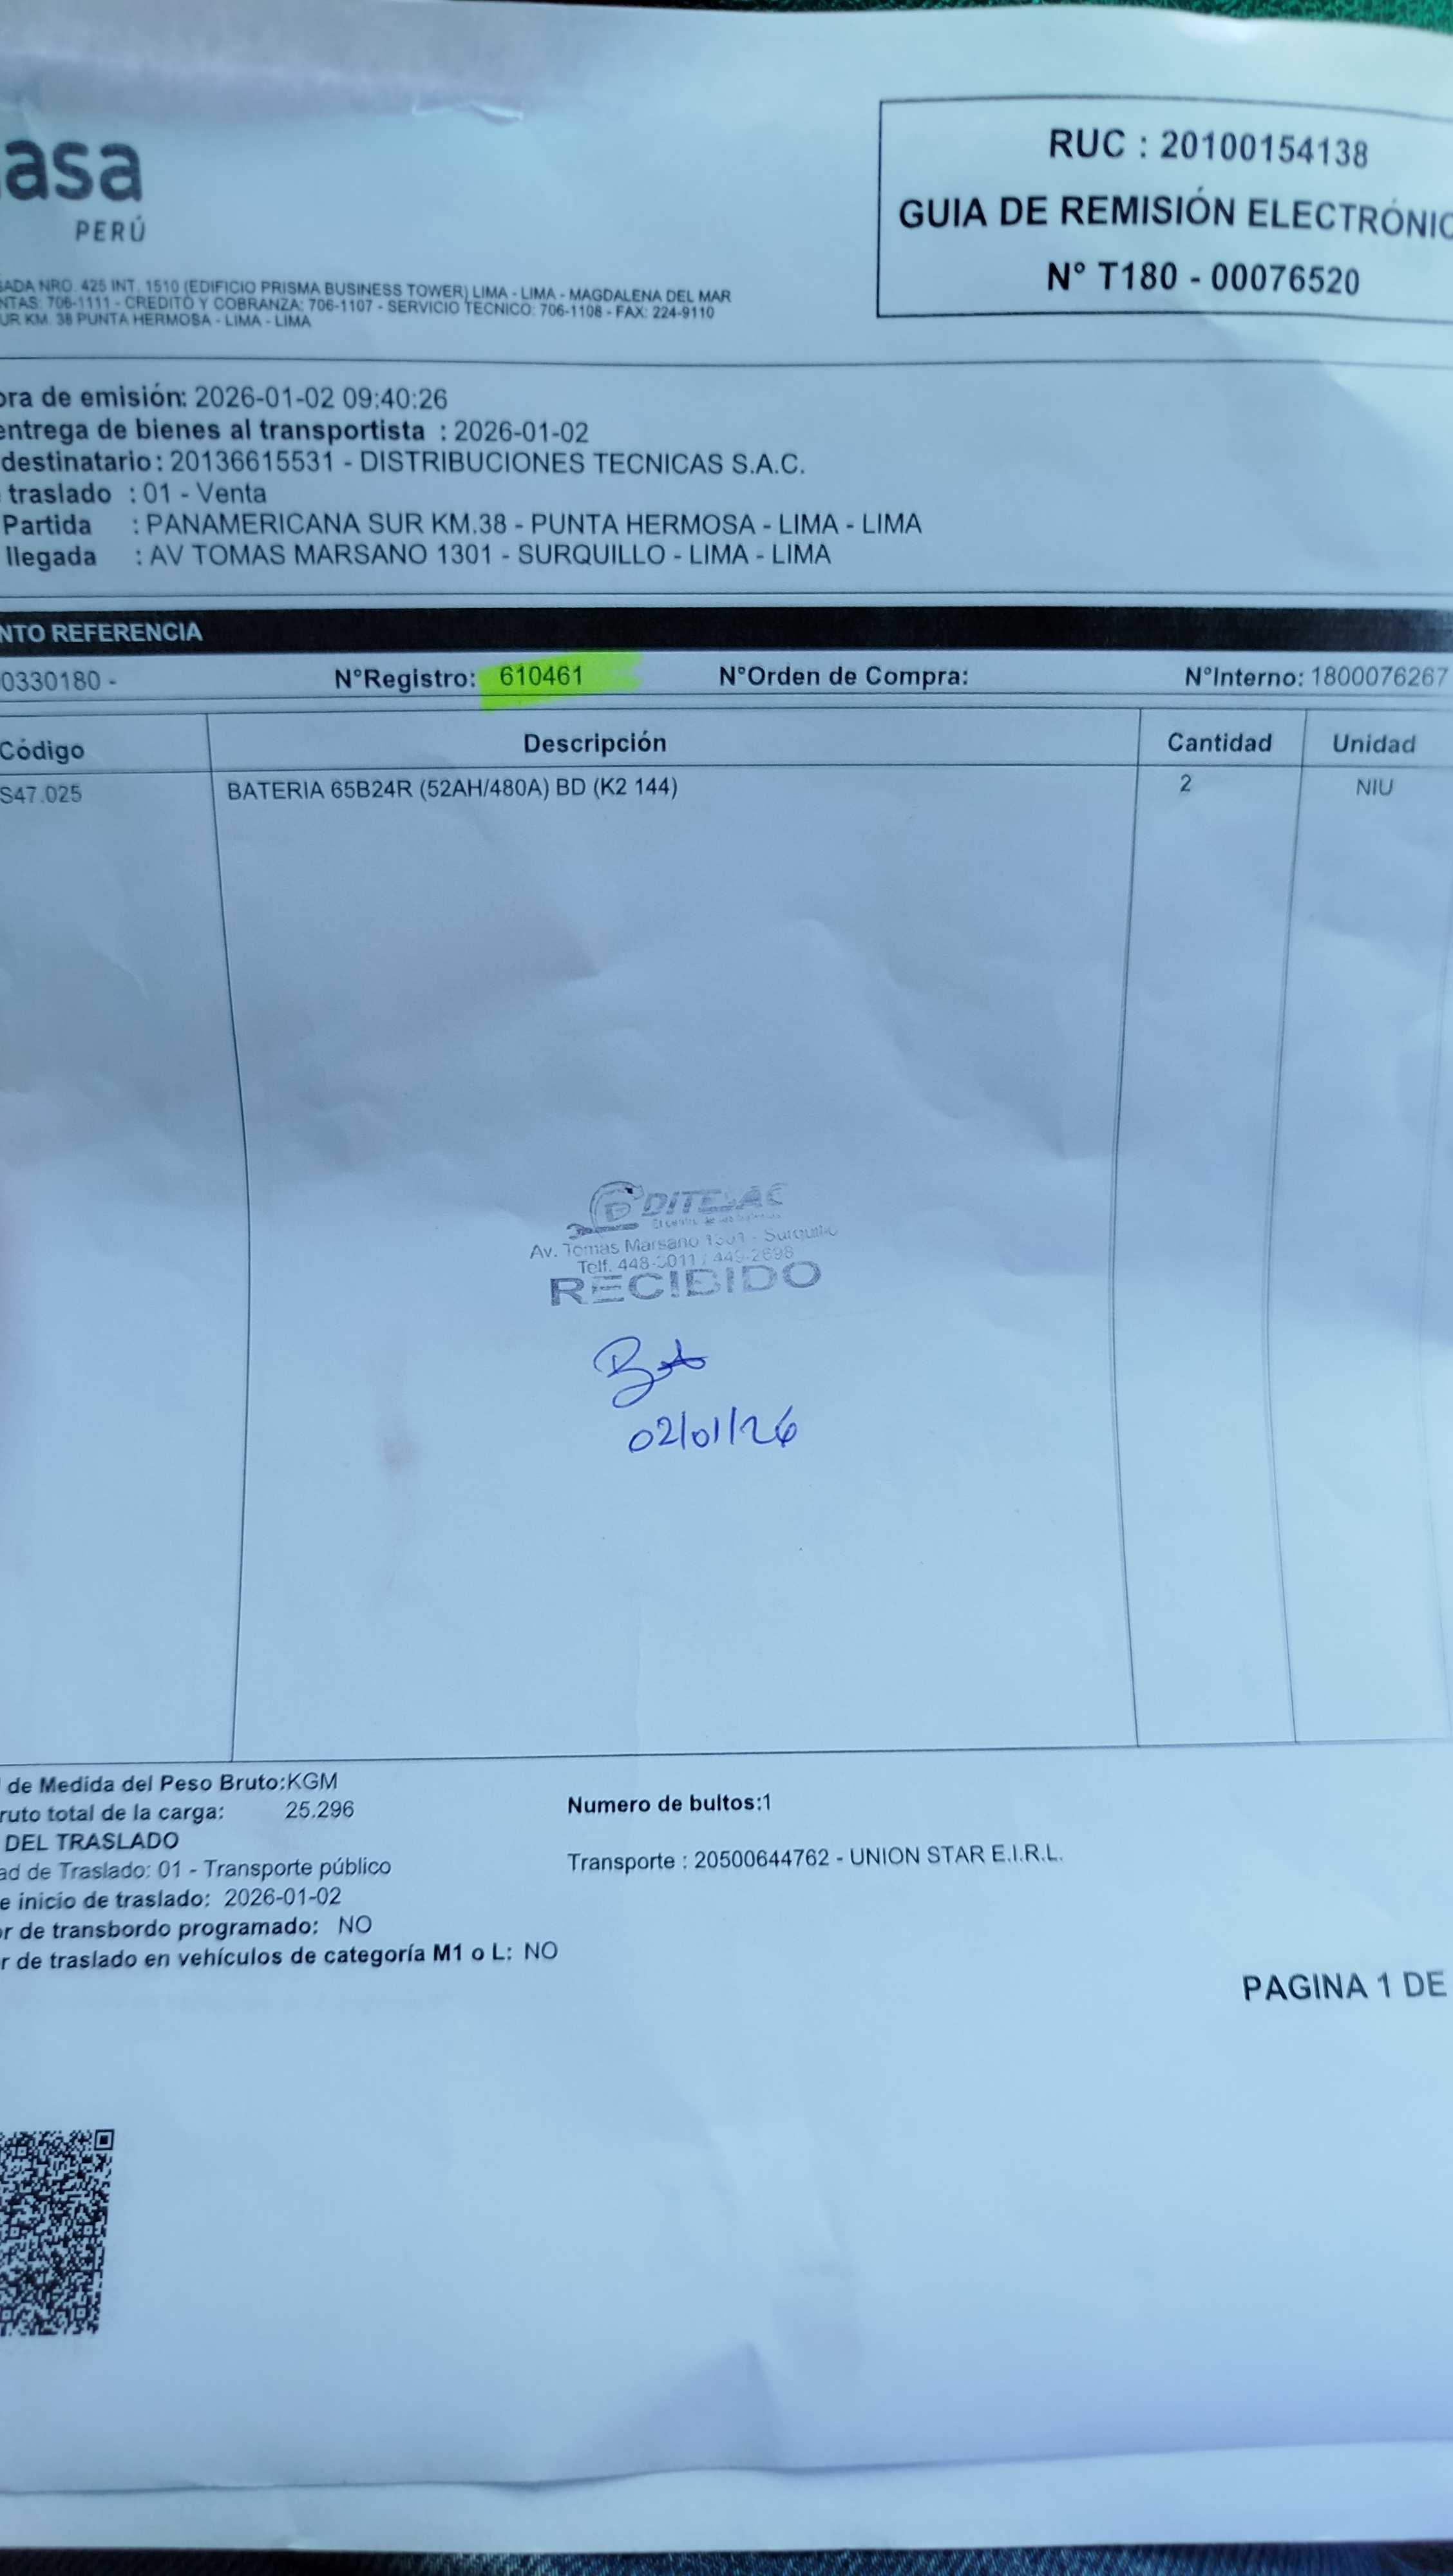 asa
PERÚ
RUC : 20100154138
GUIA DE REMISIÓN ELECTRÓNIC
N° T180 - 00076520
ADA NRO. 425 INT. 1510 (EDIFICIO PRISMA BUSINESS TOWER) LIMA - LIMA - MAGDALENA DEL MAR
NTAS: 706-1111 - CREDITO Y COBRANZA: 706-1107 - SERVICIO TECNICO: 706-1108 - FAX: 224-9110
UR KM. 38 PUNTA HERMOSA - LIMA - LIMA
ora de emisión: 2026-01-02 09:40:26
entrega de bienes al transportista : 2026-01-02
destinatario : 20136615531 - DISTRIBUCIONES TECNICAS S.A.C.
traslado : 01 - Venta
Partida : PANAMERICANA SUR KM.38 - PUNTA HERMOSA - LIMA - LIMA
llegada : AV TOMAS MARSANO 1301 - SURQUILLO - LIMA - LIMA
NTO REFERENCIA
0330180 - N°Registro: 610461 N°Orden de Compra: N°Interno: 1800076267
Código Descripción Cantidad Unidad
S47.025 BATERIA 65B24R (52AH/480A) BD (K2 144) 2 NIU
Av. Tomas Marsano 1301 - Surquillo
Telf. 448-
RECIBIDO
02/01/26
de Medida del Peso Bruto:KGM
ruto total de la carga: 25.296 Numero de bultos:1
DEL TRASLADO
ad de Traslado: 01 - Transporte público Transporte : 20500644762 - UNION STAR E.I.R.L.
e inicio de traslado: 2026-01-02
or de transbordo programado: NO
r de traslado en vehículos de categoría M1 o L: NO
PAGINA 1 DE